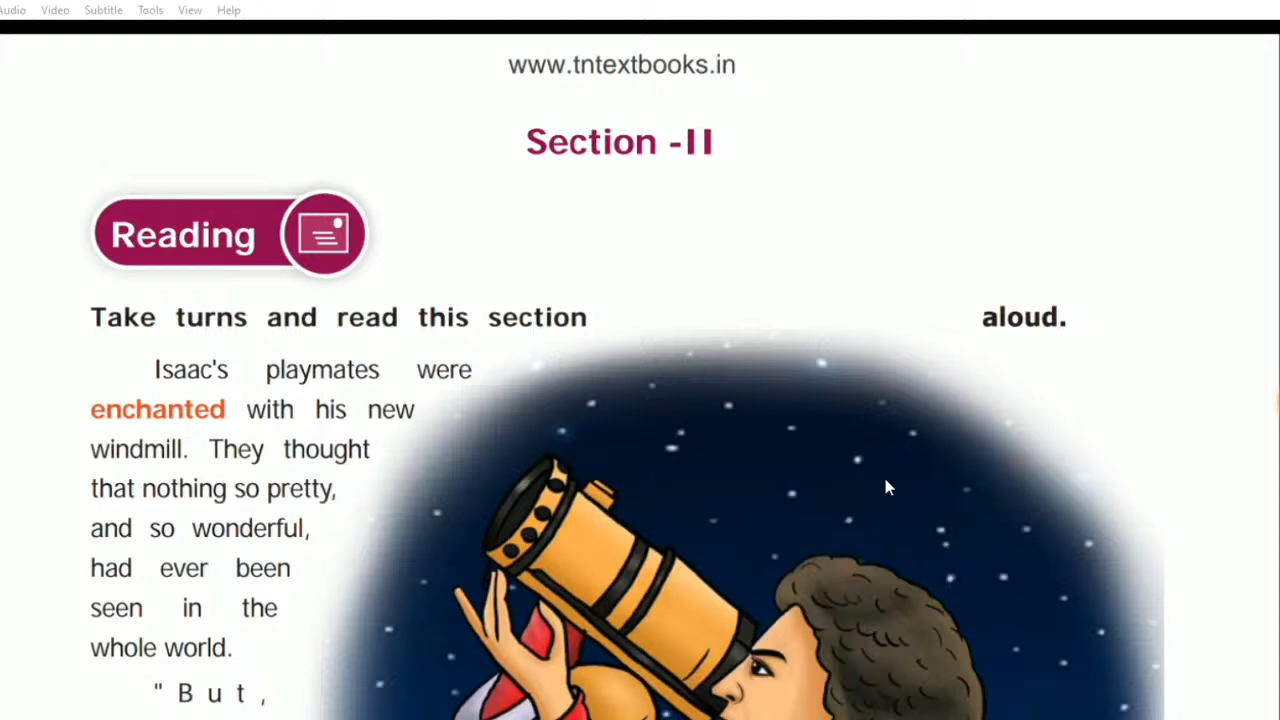 Audio Video Subtitle Tools View Help
www.tntextbooks.in
Section -II
Reading
Take turns and read this section aloud.
Isaac's playmates were
enchanted with his new
windmill. They thought
that nothing so pretty,
and so wonderful,
had ever been
seen in the
whole world.
"But,